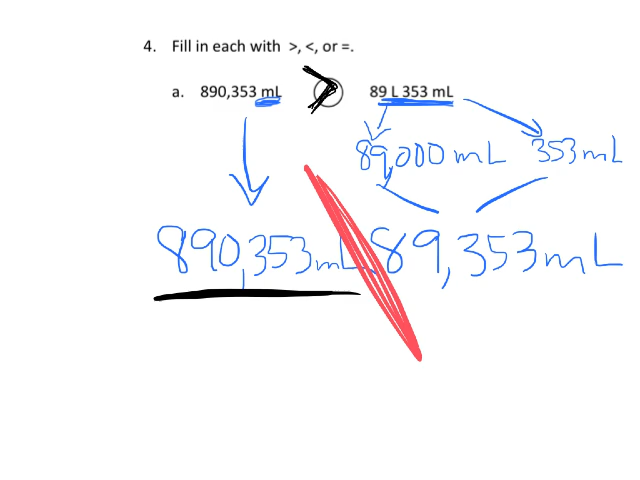 4. Fill in each with >, <, or =.
a. 890,353 mL > 89 L 353 mL
89,000 mL 353 mL
890,353 mL 89,353 mL